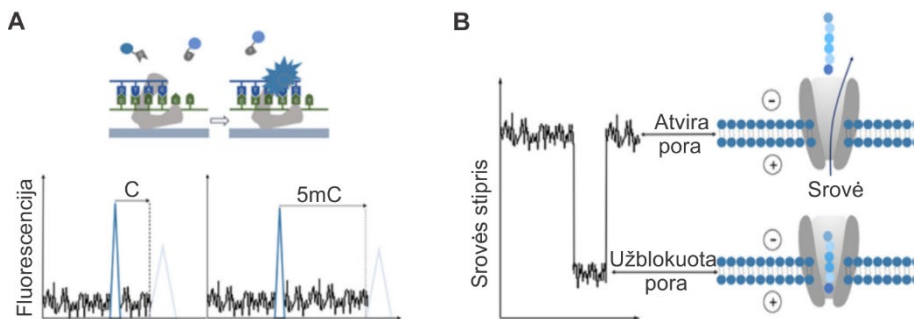 A
C
5mC
Fluorescencija
B
Srovės stipris
Atvira
pora
-
+
Srovė
Užblokuota
pora
-
+